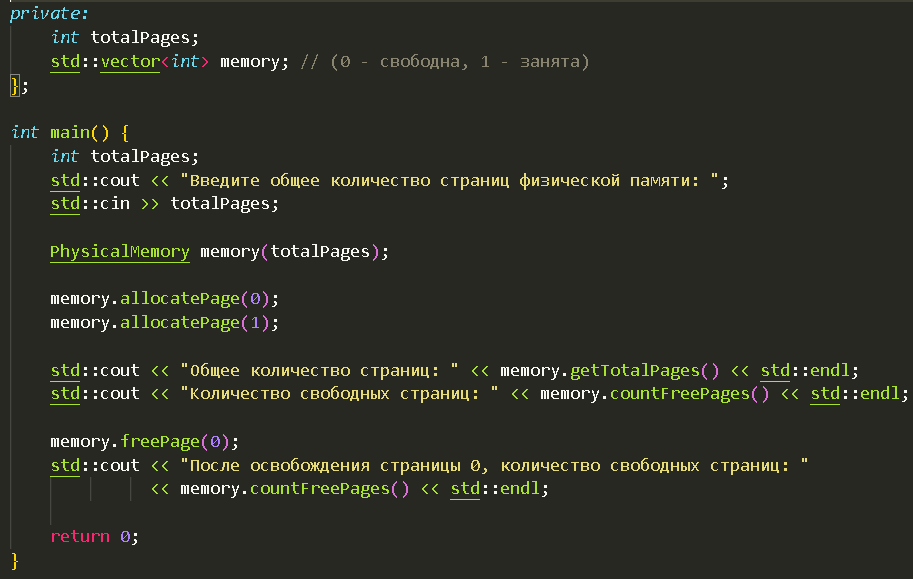 private:
    int totalPages;
    std::vector<int> memory; // (0 - свободна, 1 - занята)
};

int main() {
    int totalPages;
    std::cout << "Введите общее количество страниц физической памяти: ";
    std::cin >> totalPages;

    PhysicalMemory memory(totalPages);

    memory.allocatePage(0);
    memory.allocatePage(1);

    std::cout << "Общее количество страниц: " << memory.getTotalPages() << std::endl;
    std::cout << "Количество свободных страниц: " << memory.countFreePages() << std::endl;

    memory.freePage(0);
    std::cout << "После освобождения страницы 0, количество свободных страниц: "
              << memory.countFreePages() << std::endl;

    return 0;
}